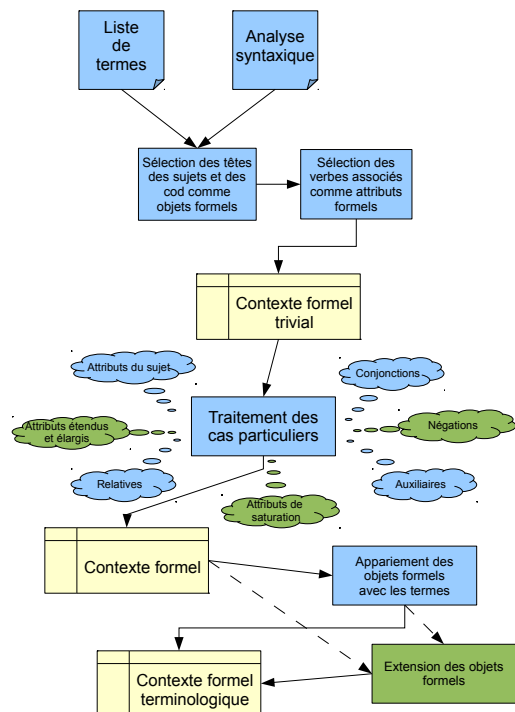 Liste
de
termes
Analyse
syntaxique
Sélection des têtes
des sujets et des
cod comme
objets formels
Sélection des
verbes associés
comme attributs
formels
Contexte formel
trivial
Attributs du sujet
Conjonctions
Attributs étendus
et élargis
Traitement des
cas particuliers
Négations
Relatives
Attributs de
saturation
Auxiliaires
Contexte formel
Appariement des
objets formels
avec les termes
Contexte formel
terminologique
Extension des objets
formels